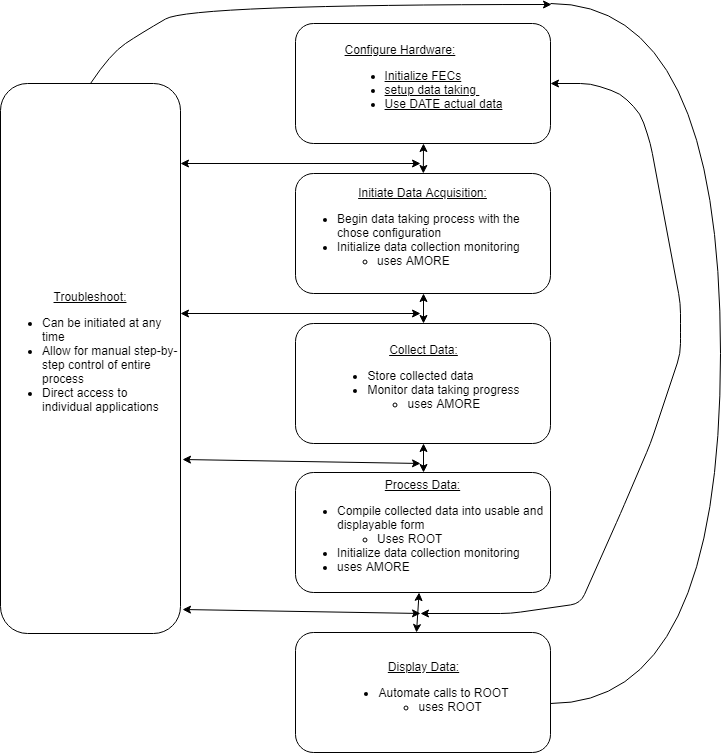 Configure Hardware:
Initialize FECs
setup data taking
Use DATE actual data
Initiate Data Acquisition:
Begin data taking process with the
chose configuration
Initialize data collection monitoring
uses AMORE
Troubleshoot:
Can be initiated at any
time
Allow for manual step-by-
step control of entire
process
Direct access to
individual applications
Collect Data:
Store collected data
Monitor data taking progress
uses AMORE
Process Data:
Compile collected data into usable and
displayable form
Uses ROOT
Initialize data collection monitoring
uses AMORE
Display Data:
Automate calls to ROOT
uses ROOT